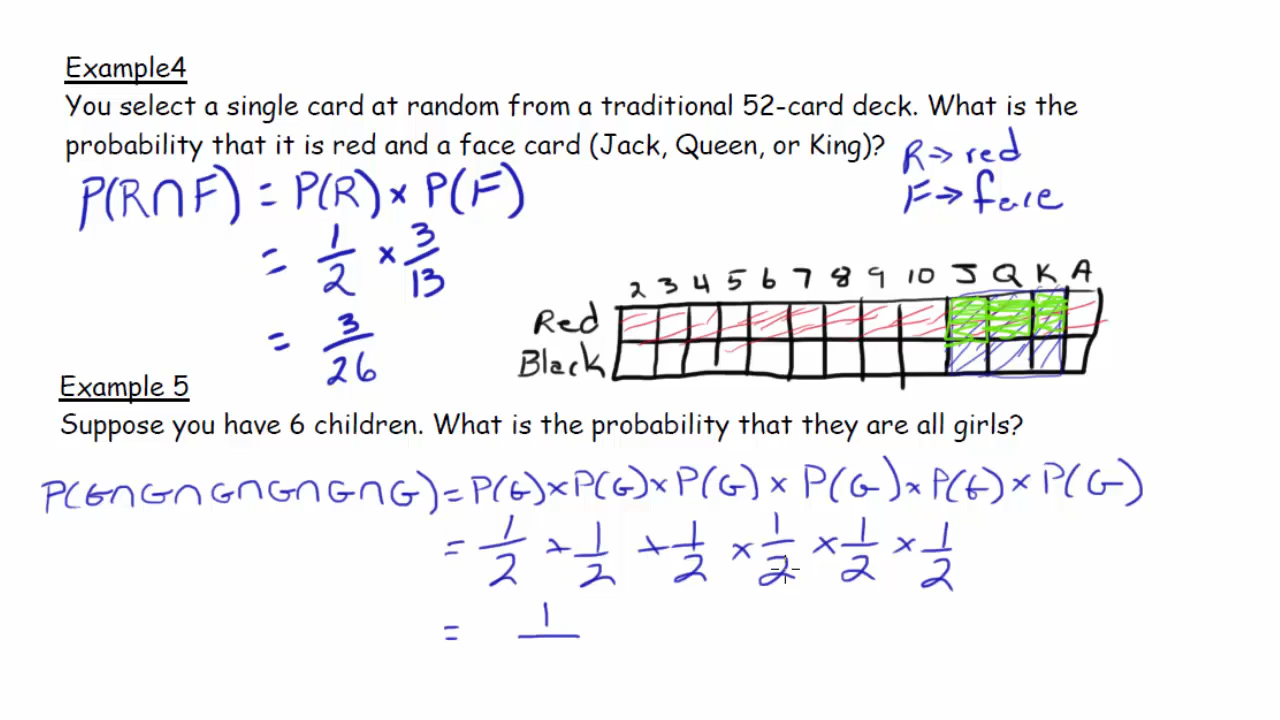 Example4
You select a single card at random from a traditional 52-card deck. What is the
probability that it is red and a face card (Jack, Queen, or King)?
R→ red
F→ face
P(R∩F) = P(R) × P(F)
= 1/2 × 3/13
= 3/26
2 3 4 5 6 7 8 9 10 J Q K A
Red
Black
Example 5
Suppose you have 6 children. What is the probability that they are all girls?
P(G∩G∩G∩G∩G∩G) = P(G)×P(G)×P(G) × P(G)×P(G)×P(G)
= 1/2 × 1/2 × 1/2 × 1/2 × 1/2 × 1/2
= 1/